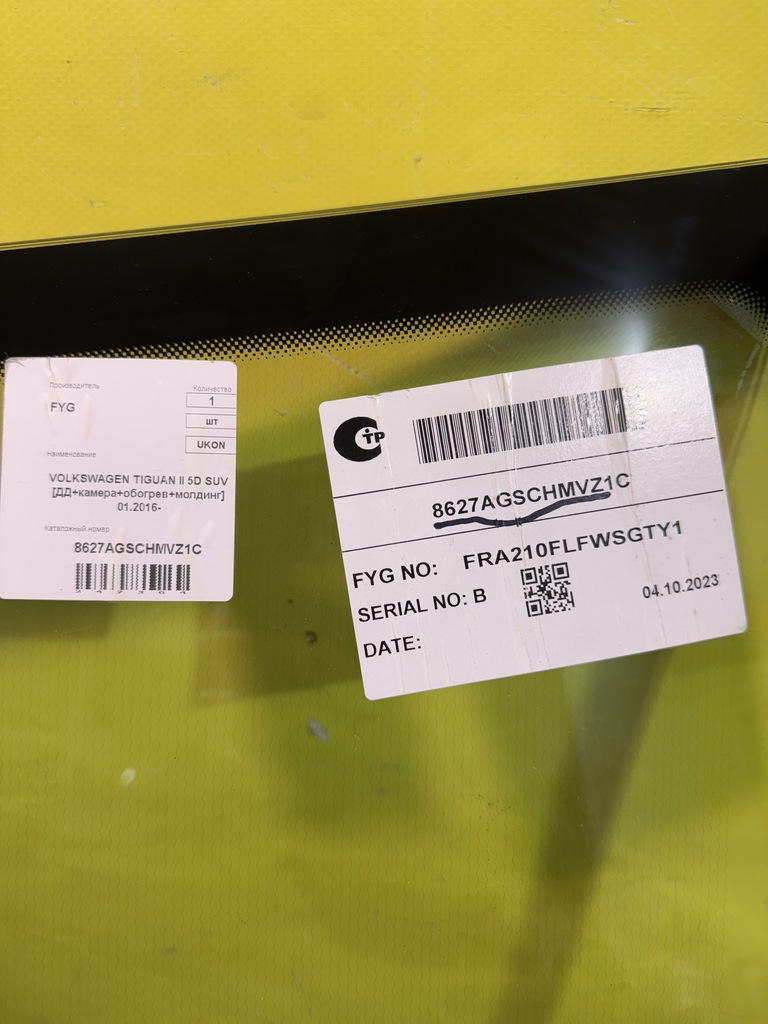 Производитель
FYG
Количество
1
шт
UKON
Наименование
VOLKSWAGEN TIGUAN II 5D SUV
[ДД+камера+обогрев+молдинг]
01.2016-
Каталожный номер
8627AGSCHMVZ1C
СТР
8627AGSCHMVZ1C
FYG NO: FRA210FLFWSGTY1
SERIAL NO: B
04.10.2023
DATE: